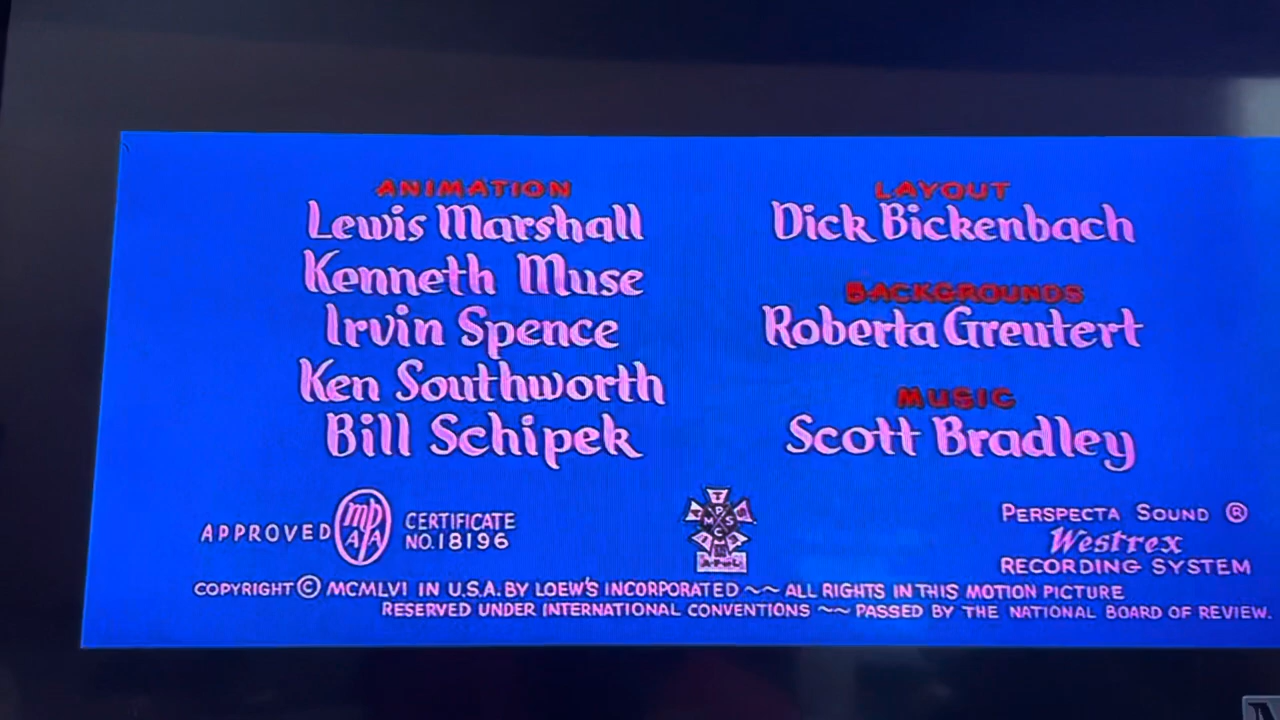 ANIMATION
Lewis Marshall
Kenneth Muse
Irvin Spence
Ken Southworth
Bill Schipek
LAYOUT
Dick Bickenbach
BACKGROUNDS
Roberta Greutert
MUSIC
Scott Bradley
APPROVED
MPAA
CERTIFICATE
NO.18196
PERSPECTA SOUND ®
Westrex
RECORDING SYSTEM
COPYRIGHT © MCMLVI IN U.S.A. BY LOEW'S INCORPORATED ~~ ALL RIGHTS IN THIS MOTION PICTURE
RESERVED UNDER INTERNATIONAL CONVENTIONS ~~ PASSED BY THE NATIONAL BOARD OF REVIEW.